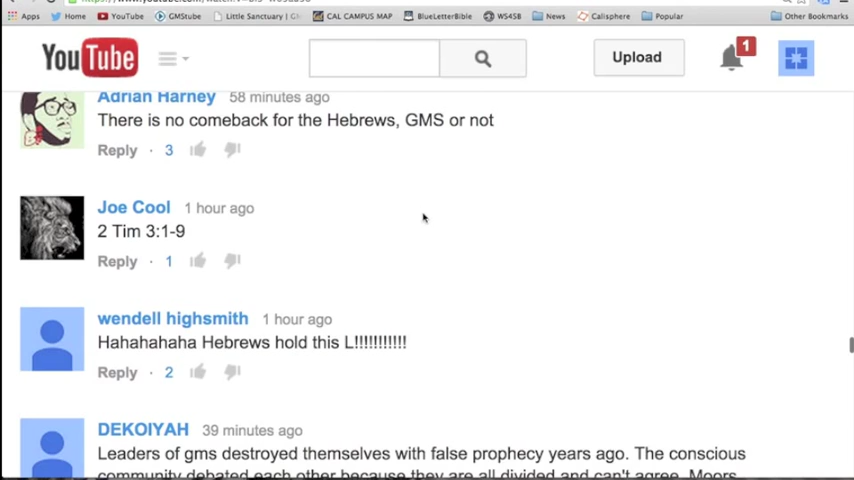 Apps Home YouTube GMStube Little Sanctuary | G CAL CAMPUS MAP BlueLetterBible WS4SB News Calisphere Popular Other Bookmarks
YouTube Upload 1
Adrian Harney 58 minutes ago
There is no comeback for the Hebrews, GMS or not
Reply · 3
Joe Cool 1 hour ago
2 Tim 3:1-9
Reply · 1
wendell highsmith 1 hour ago
Hahahahaha Hebrews hold this L!!!!!!!!!!!
Reply · 2
DEKOIYAH 39 minutes ago
Leaders of gms destroyed themselves with false prophecy years ago. The conscious
community debated each other because they are all divided and can't agree. Moors